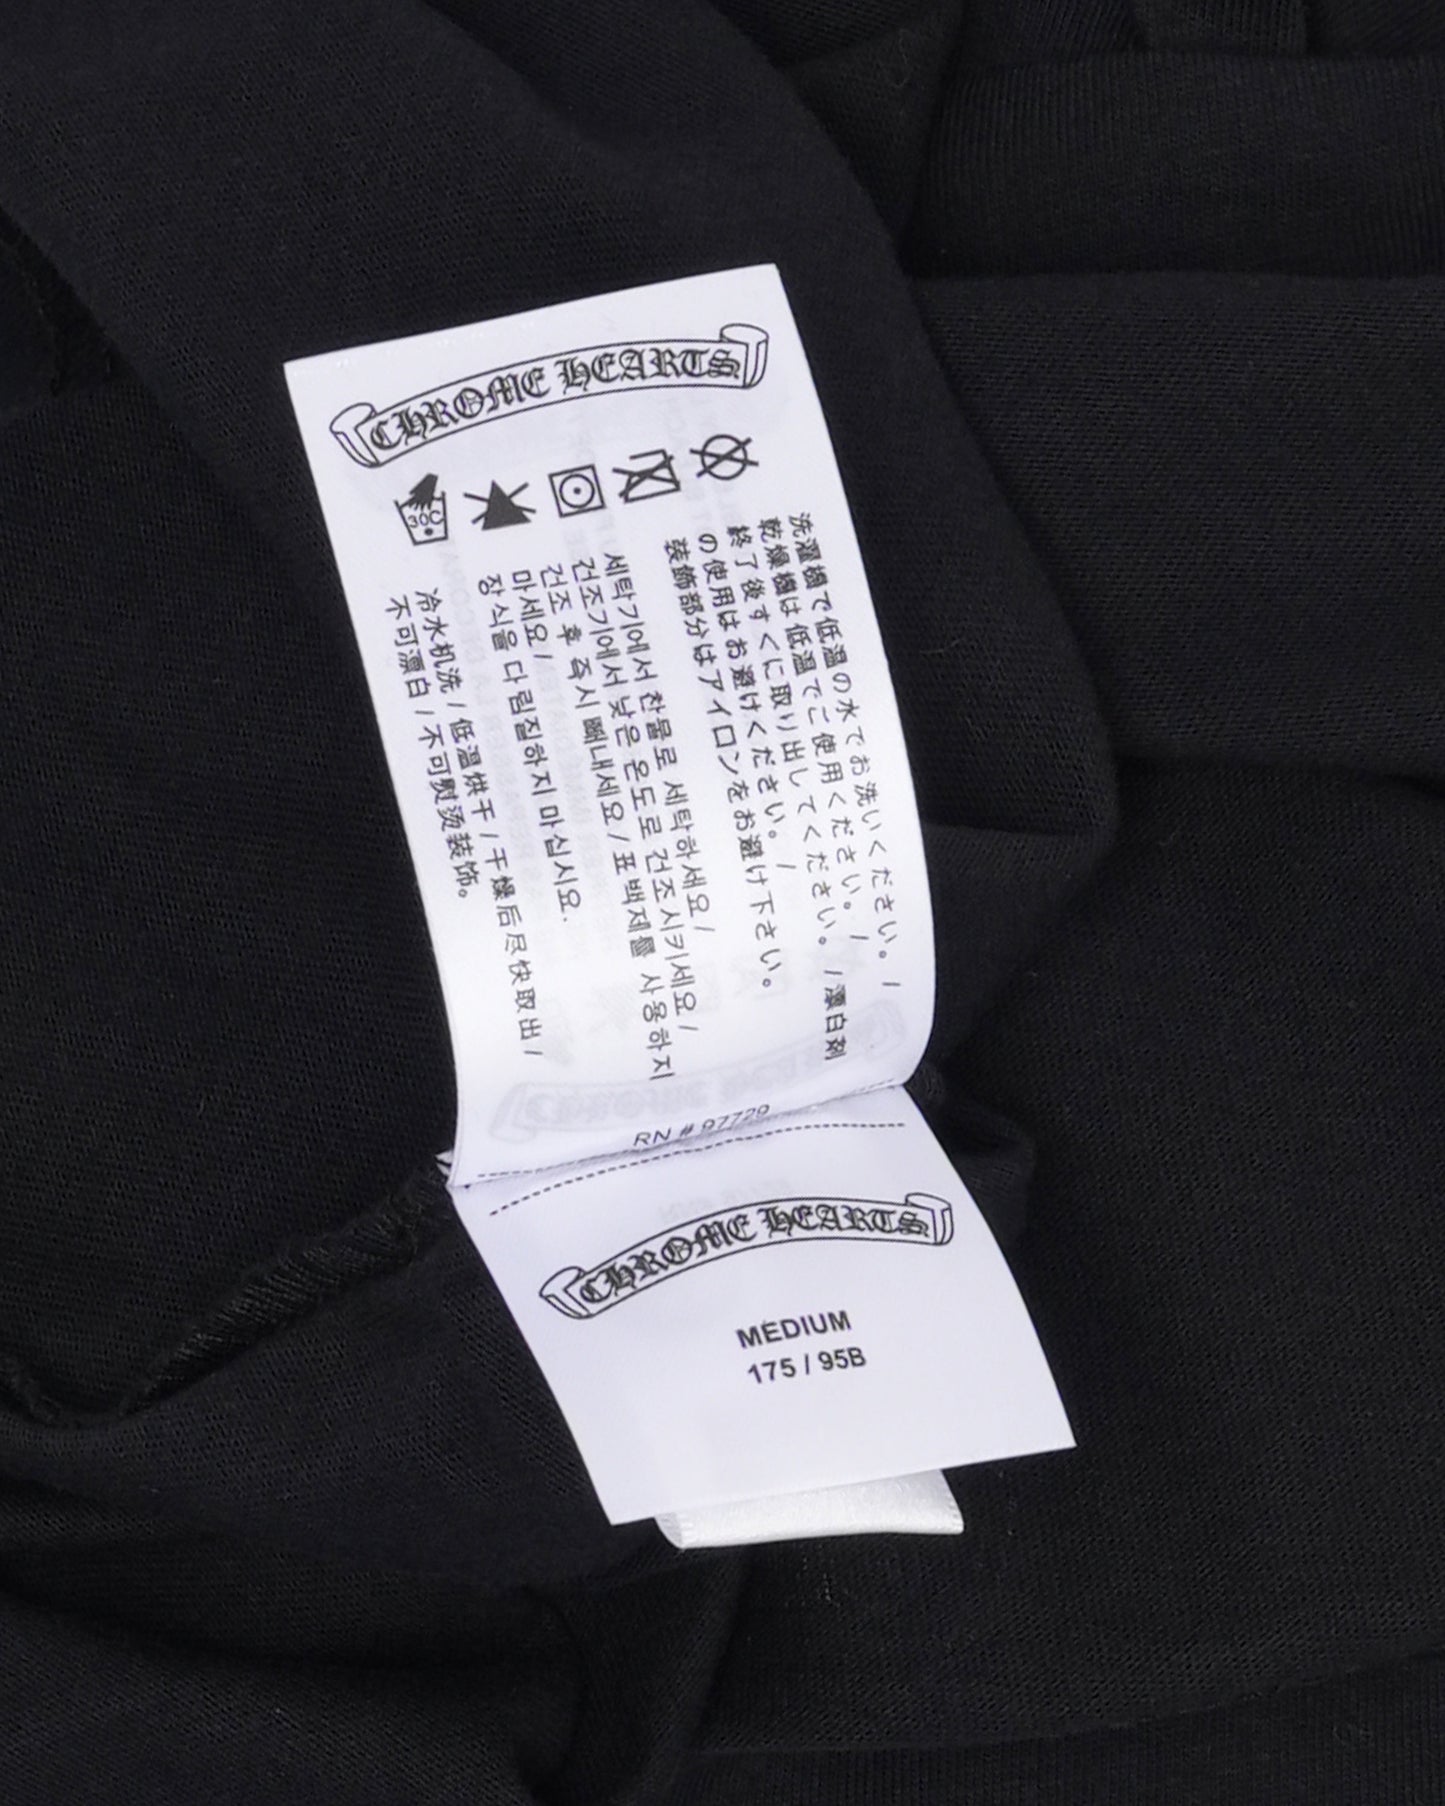 CHROME HEARTS
30C
洗濯機で低温の水でお洗いください。 /
乾燥機は低温でご使用ください。 /
終了後すぐに取り出してください。 / 漂白剤
の使用はお避けください。 /
装飾部分はアイロンをお避け下さい。
세탁기에서 찬물로 세탁하세요 /
건조기에서 낮은 온도로 건조시키세요 /
건조 후 즉시 빼내세요 / 표백제를 사용하지
마세요 /
장식을 다림질하지 마십시요.
冷水机洗 / 低温烘干 / 干燥后尽快取出 /
不可漂白 / 不可熨烫装饰。
RN # 97729
CHROME HEARTS
MEDIUM
175 / 95B